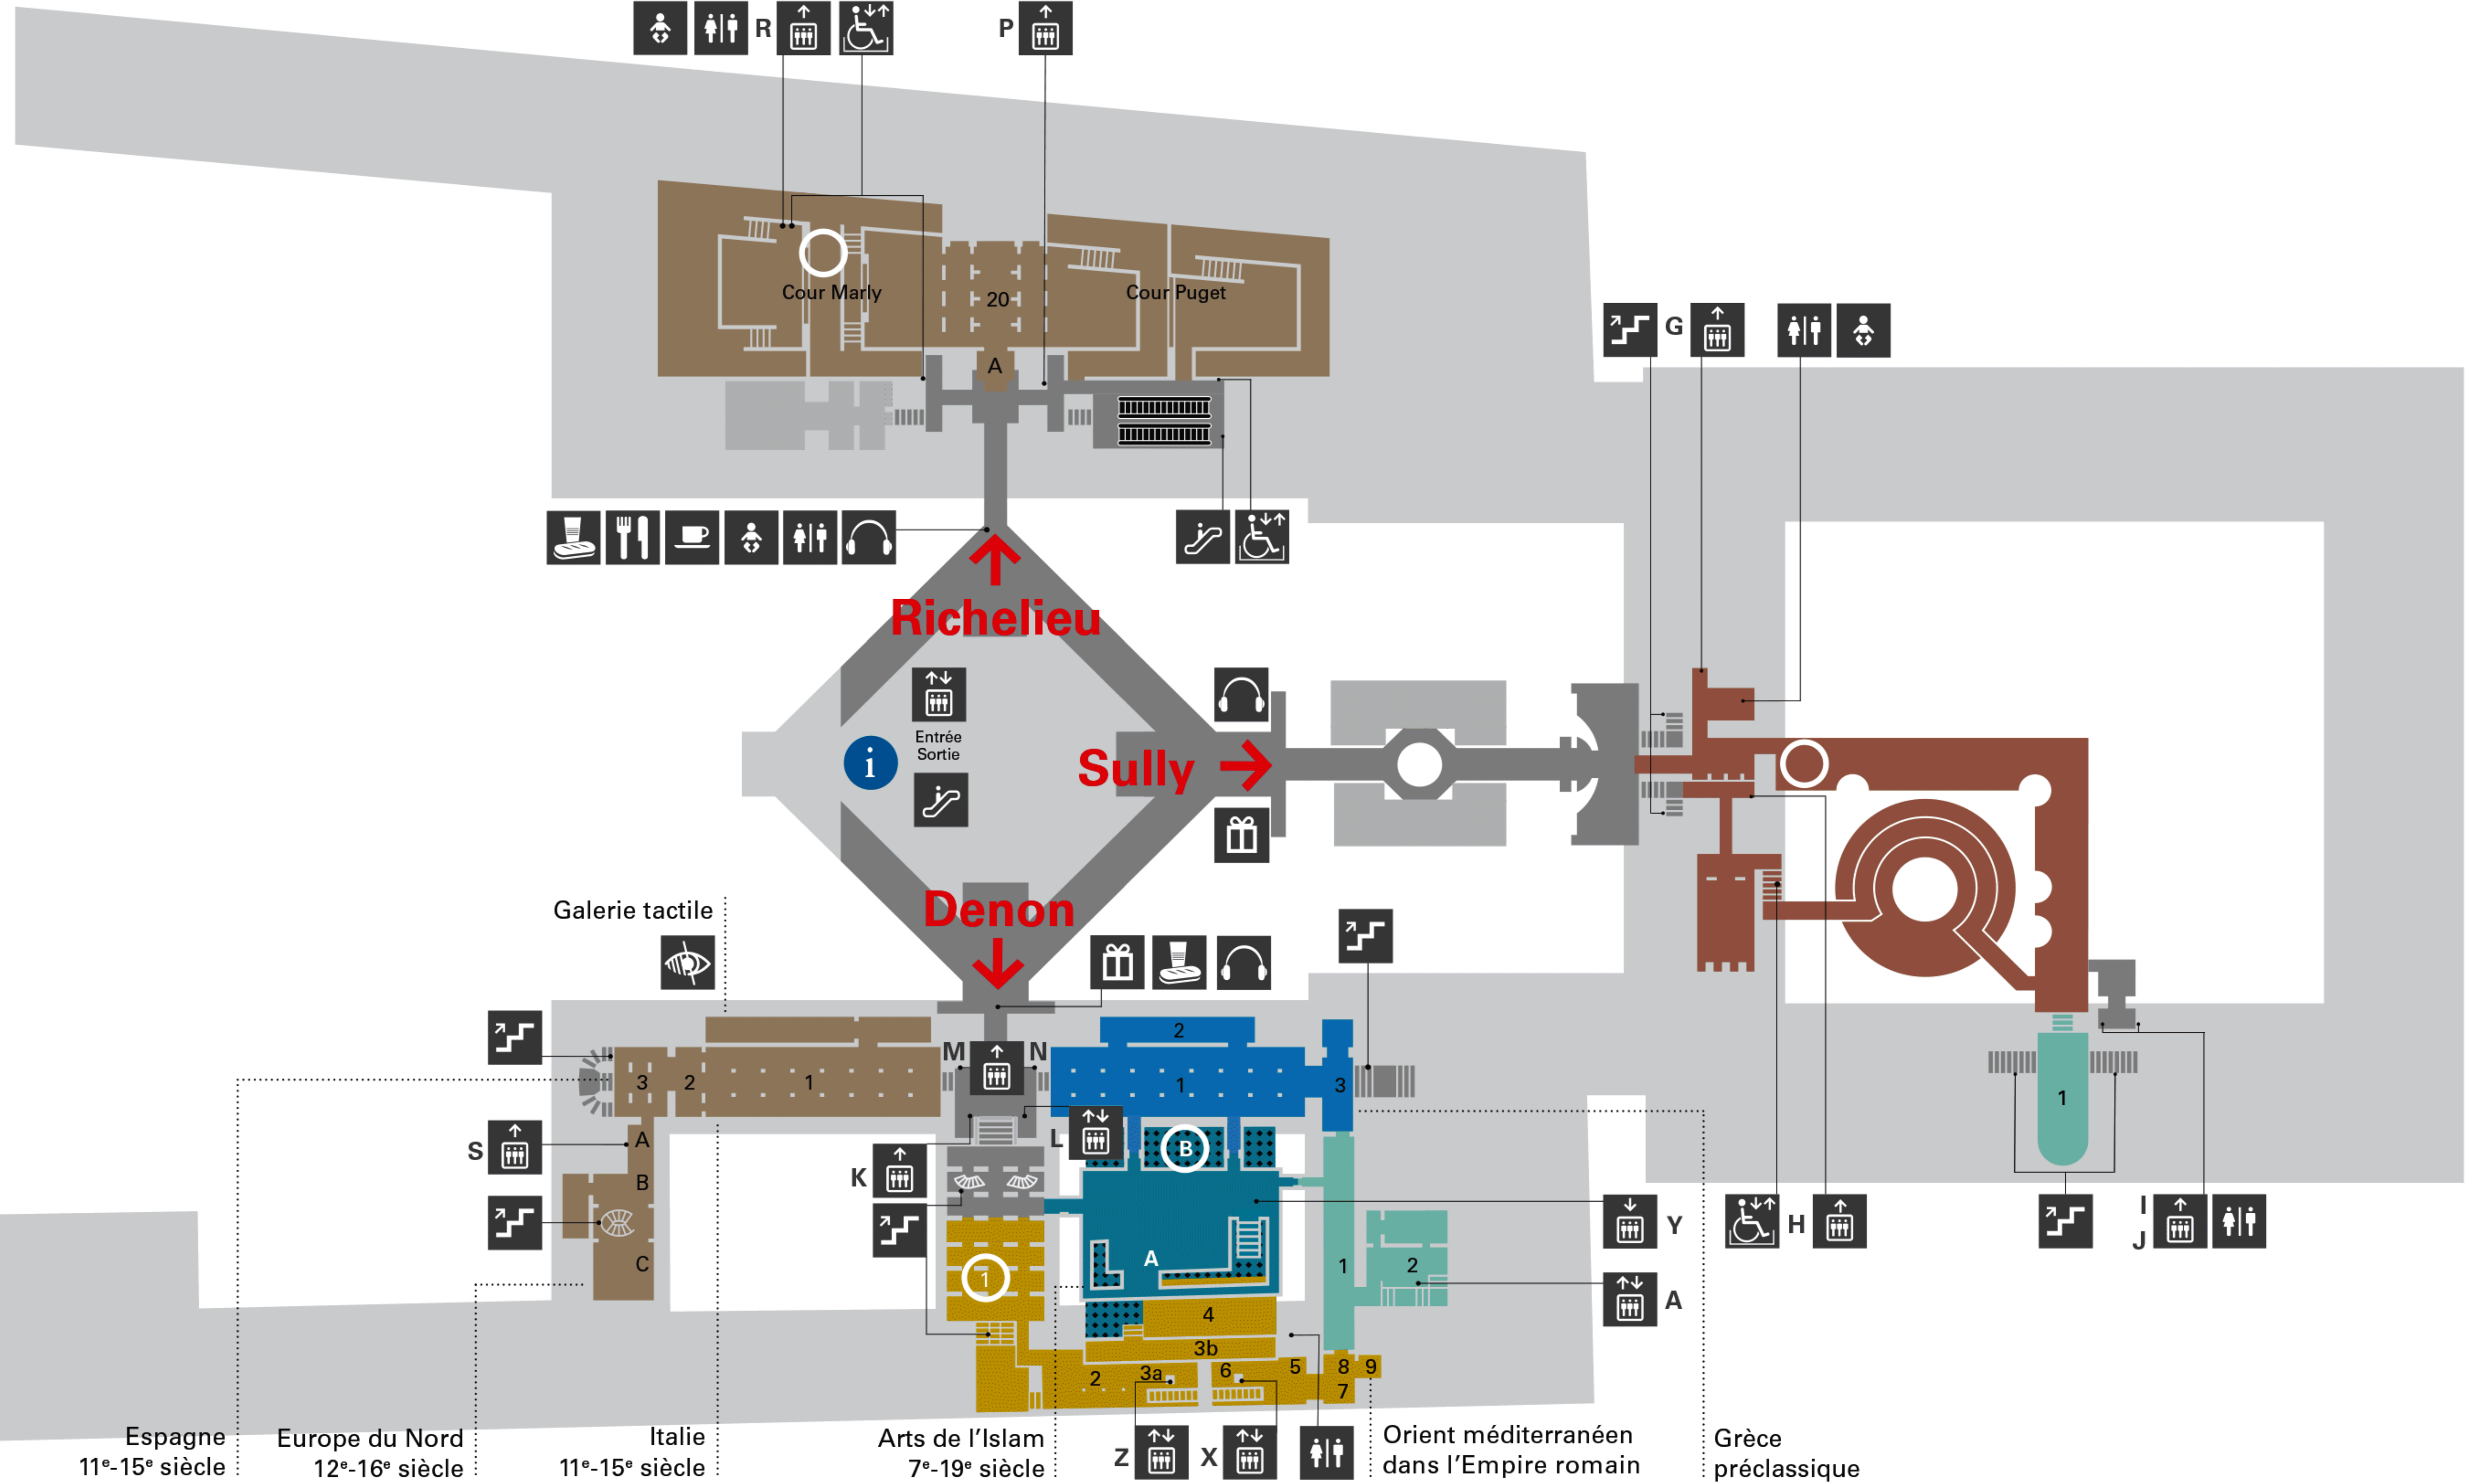 R
P
Cour Marly
20
Cour Puget
A
G
Richelieu
i
Entrée
Sortie
Sully
Galerie tactile
Denon
M
N
2
3
2
1
1
3
1
S
A
L
B
K
B
Y
C
1
A
1
2
A
H
I
J
4
3b
2
3a
6
5
8
9
7
Espagne
11e-15e siècle
Europe du Nord
12e-16e siècle
Italie
11e-15e siècle
Arts de l'Islam
7e-19e siècle
Z
X
Orient méditerranéen
dans l'Empire romain
Grèce
préclassique